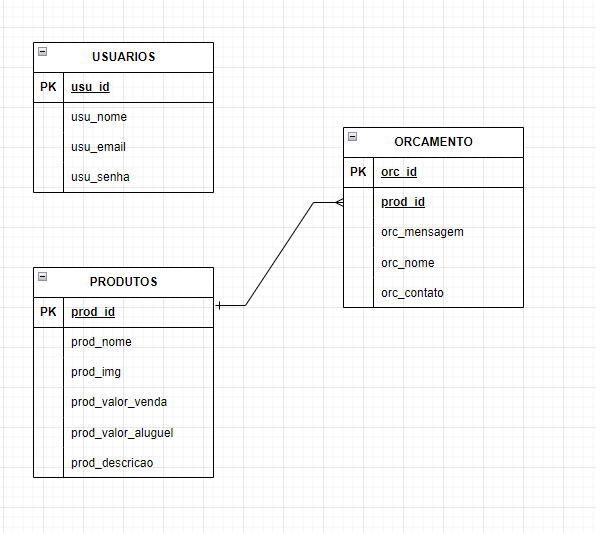 USUARIOS
PK usu_id
usu_nome
usu_email
usu_senha
ORCAMENTO
PK orc_id
prod_id
orc_mensagem
orc_nome
orc_contato
PRODUTOS
PK prod_id
prod_nome
prod_img
prod_valor_venda
prod_valor_aluguel
prod_descricao